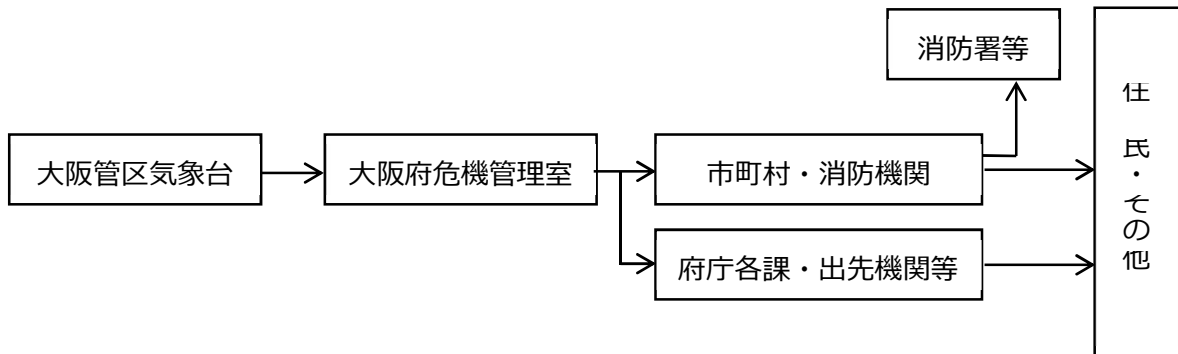 消防署等
大阪管区気象台
大阪府危機管理室
市町村・消防機関
府庁各課・出先機関等
住民・その他